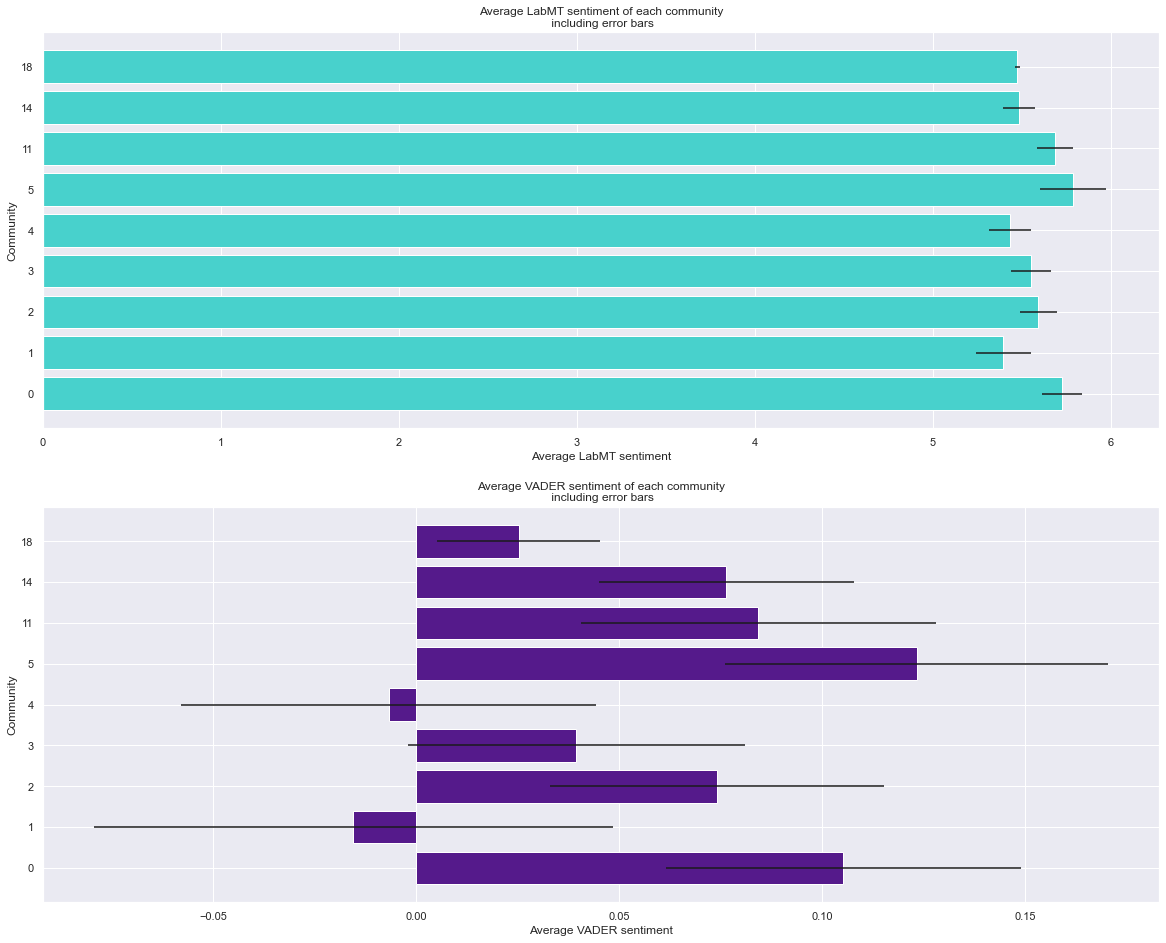 Average LabMT sentiment of each community
including error bars
Community
18
14
11
5
4
3
2
1
0
0 1 2 3 4 5 6
Average LabMT sentiment
Average VADER sentiment of each community
including error bars
Community
18
14
11
5
4
3
2
1
0
−0.05 0.00 0.05 0.10 0.15
Average VADER sentiment